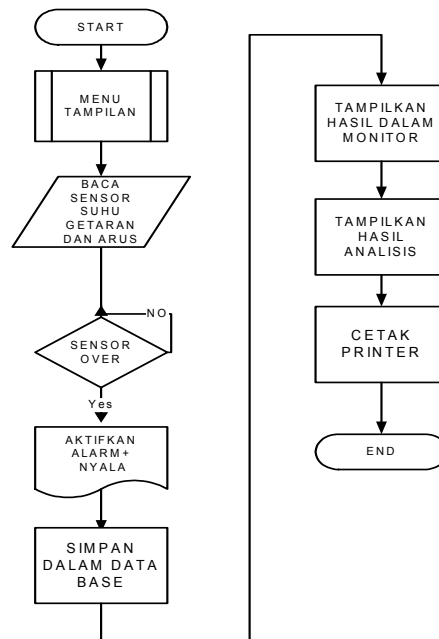 START
MENU
TAMPILAN
BACA
SENSOR
SUHU
GETARAN
DAN ARUS
NO
SENSOR
OVER
Yes
AKTIFKAN
ALARM+
NYALA
SIMPAN
DALAM DATA
BASE
TAMPILKAN
HASIL DALAM
MONITOR
TAMPILKAN
HASIL
ANALISIS
CETAK
PRINTER
END